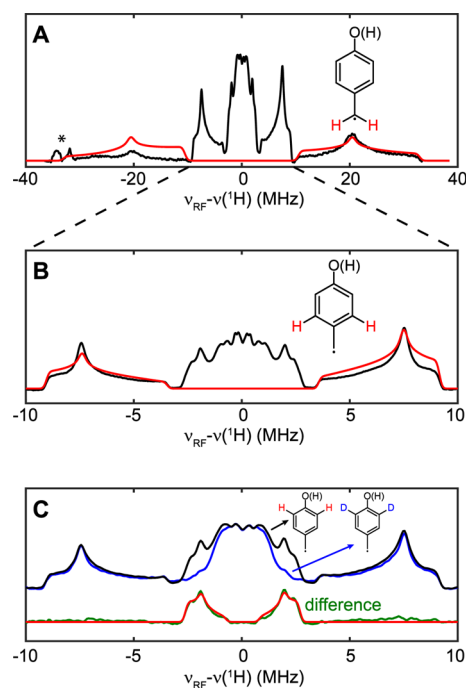 A
*
O(H)
H
H
-40
-20
0
20
40
νRF-ν(¹H) (MHz)
B
O(H)
H
H
-10
-5
0
5
10
νRF-ν(¹H) (MHz)
C
O(H)
H
H
O(H)
D
D
difference
-10
-5
0
5
10
νRF-ν(¹H) (MHz)